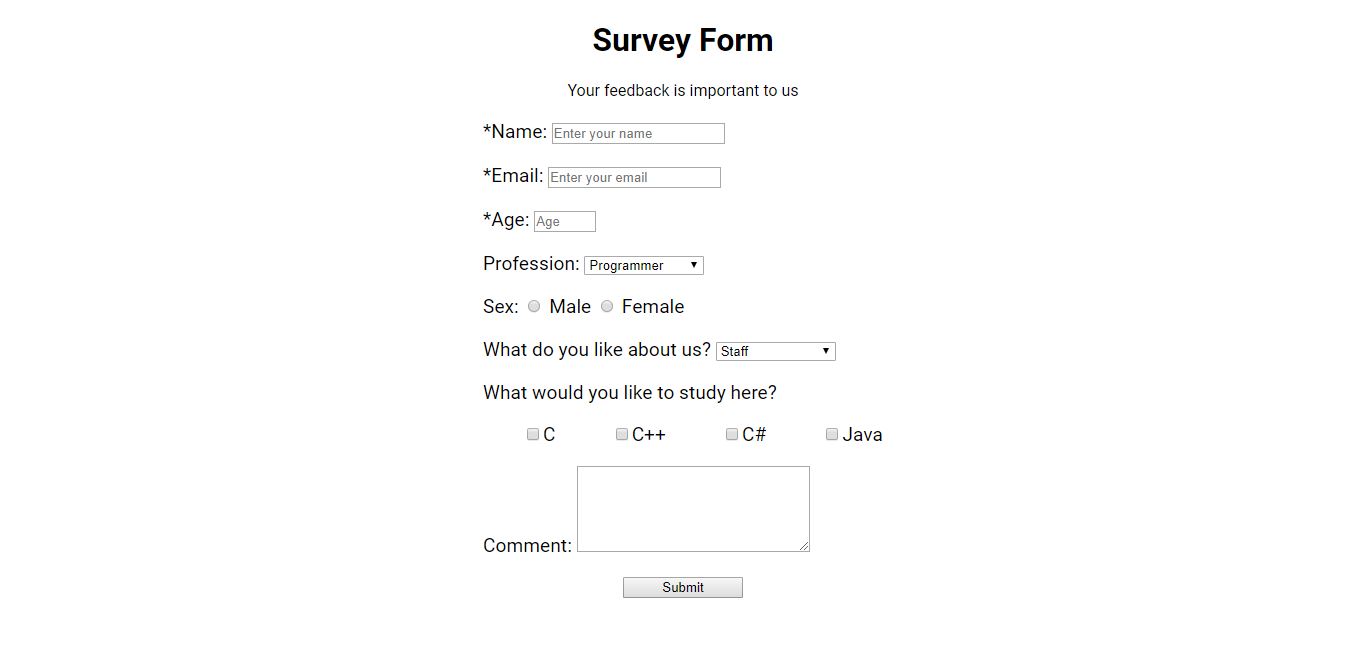 Survey Form
Your feedback is important to us
*Name: Enter your name
*Email: Enter your email
*Age: Age
Profession: Programmer
Sex: Male Female
What do you like about us? Staff
What would you like to study here?
C C++ C# Java
Comment:
Submit